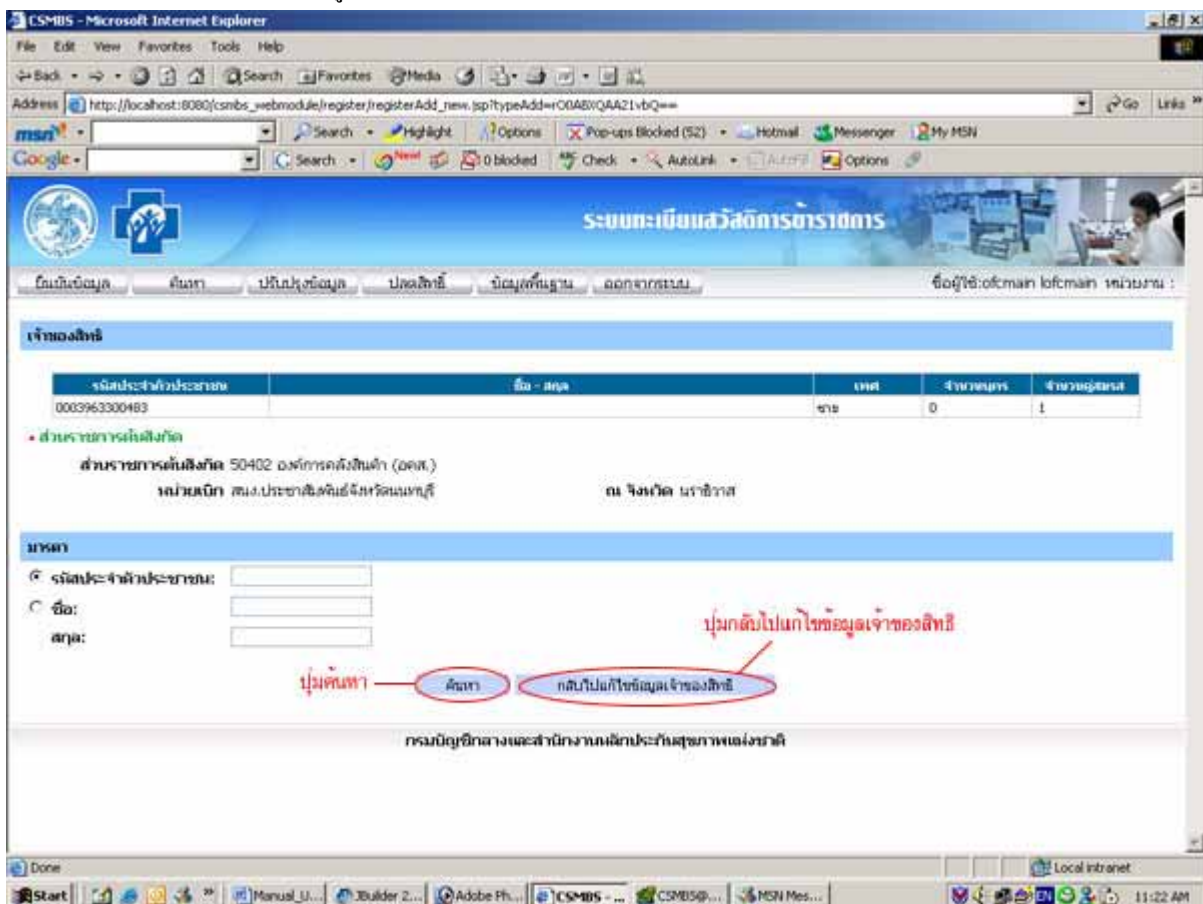 CSMBS - Microsoft Internet Explorer
File Edit View Favorites Tools Help
Back Search Favorites Media
Address http://localhost:8080/csmbs_webmodule/register/registerAdd_new.jsp?typeAdd=rO0ABXQAA21vbQ== Go Links »
msn Search Highlight Options Pop-ups Blocked (52) Hotmail Messenger My MSN
Google Search New! 0 blocked Check AutoLink AutoFill Options
ระบบทะเบียนสวัสดิการข้าราชการ
ยืนยันข้อมูล ค้นหา ปรับปรุงข้อมูล ปลดสิทธิ์ ข้อมูลพื้นฐาน ออกจากระบบ ชื่อผู้ใช้:ofcmain lofcmain หน่วยงาน :
เจ้าของสิทธิ
รหัสประจำตัวประชาชน ชื่อ - สกุล เพศ จำนวนบุตร จำนวนคู่สมรส
0003963300483 ชาย 0 1
• ส่วนราชการต้นสังกัด
ส่วนราชการต้นสังกัด 50402 องค์การคลังสินค้า (อคส.)
หน่วยเบิก สนง.ประชาสัมพันธ์จังหวัดนนทบุรี ณ จังหวัด นราธิวาส
มารดา
รหัสประจำตัวประชาชน:
ชื่อ:
สกุล:
ปุ่มกลับไปแก้ไขข้อมูลเจ้าของสิทธิ
ปุ่มค้นหา ค้นหา กลับไปแก้ไขข้อมูลเจ้าของสิทธิ
กรมบัญชีกลางและสำนักงานหลักประกันสุขภาพแห่งชาติ
Done Local intranet
Start » Manual_U... JBuilder 2... Adobe Ph... CSMBS - ... CSMBS@... MSN Mes... EN 11:22 AM